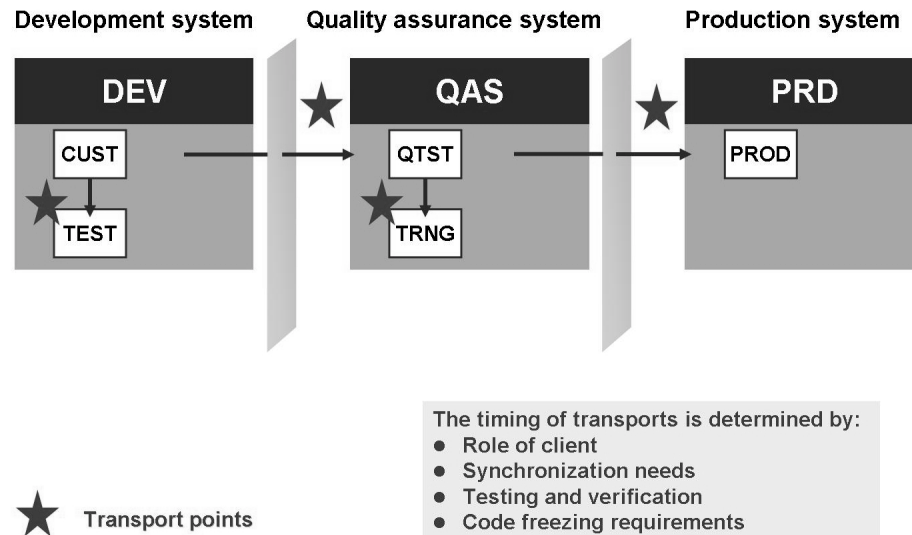 Development system
Quality assurance system
Production system
DEV
QAS
PRD
CUST
QTST
PROD
TEST
TRNG
The timing of transports is determined by:
● Role of client
● Synchronization needs
● Testing and verification
● Code freezing requirements
Transport points